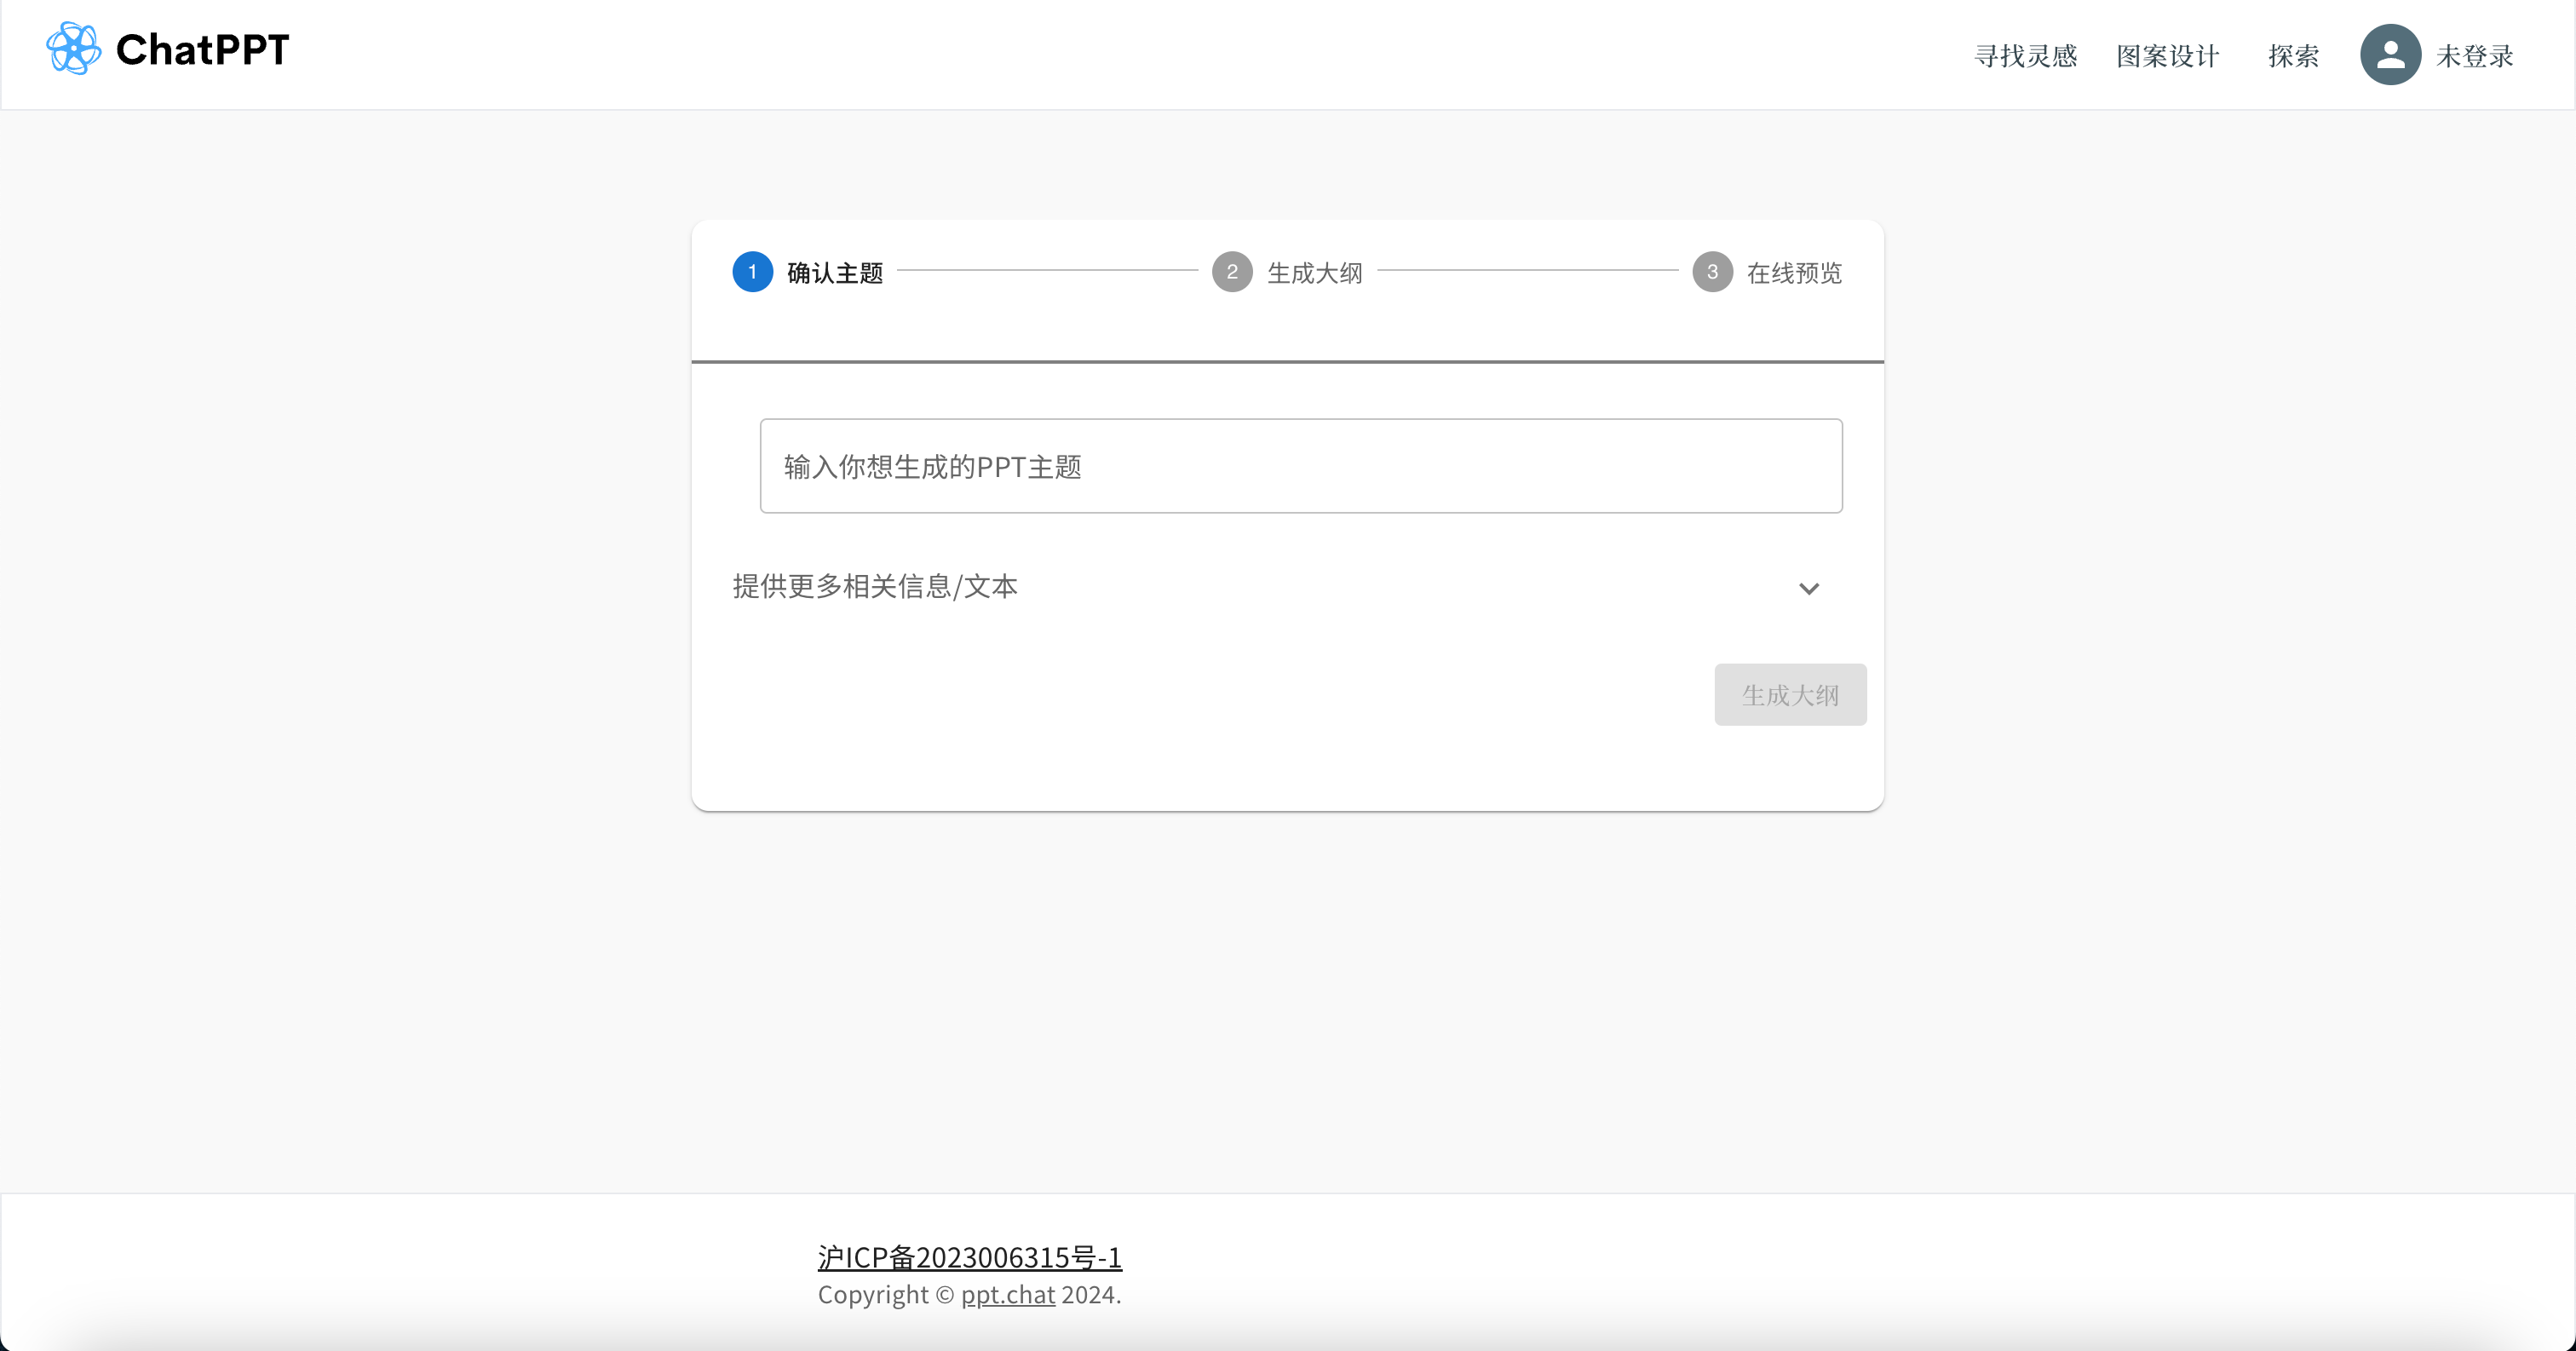 ChatPPT
寻找灵感 图案设计 探索 未登录
1 确认主题 2 生成大纲 3 在线预览
输入你想生成的PPT主题
提供更多相关信息/文本
生成大纲
沪ICP备2023006315号-1
Copyright © ppt.chat 2024.